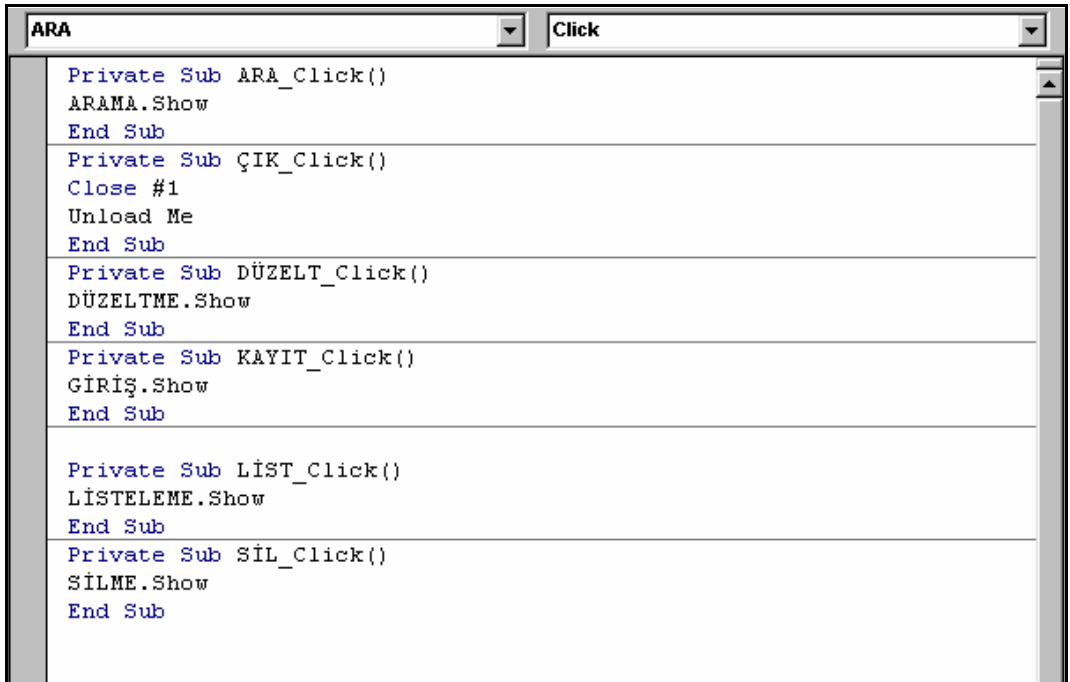 ARA Click
Private Sub ARA_Click()
ARAMA.Show
End Sub
Private Sub ÇIK_Click()
Close #1
Unload Me
End Sub
Private Sub DÜZELT_Click()
DÜZELTME.Show
End Sub
Private Sub KAYIT_Click()
GİRİŞ.Show
End Sub
Private Sub LİST_Click()
LİSTELEME.Show
End Sub
Private Sub SİL_Click()
SİLME.Show
End Sub